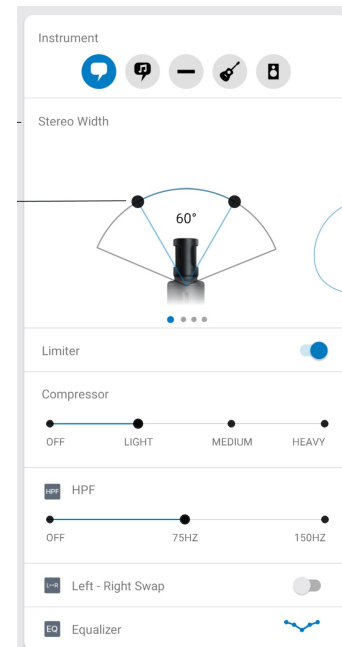 Instrument
Stereo Width
60°
Limiter
Compressor
OFF LIGHT MEDIUM HEAVY
HPF HPF
OFF 75HZ 150HZ
L↔R Left - Right Swap
EQ Equalizer